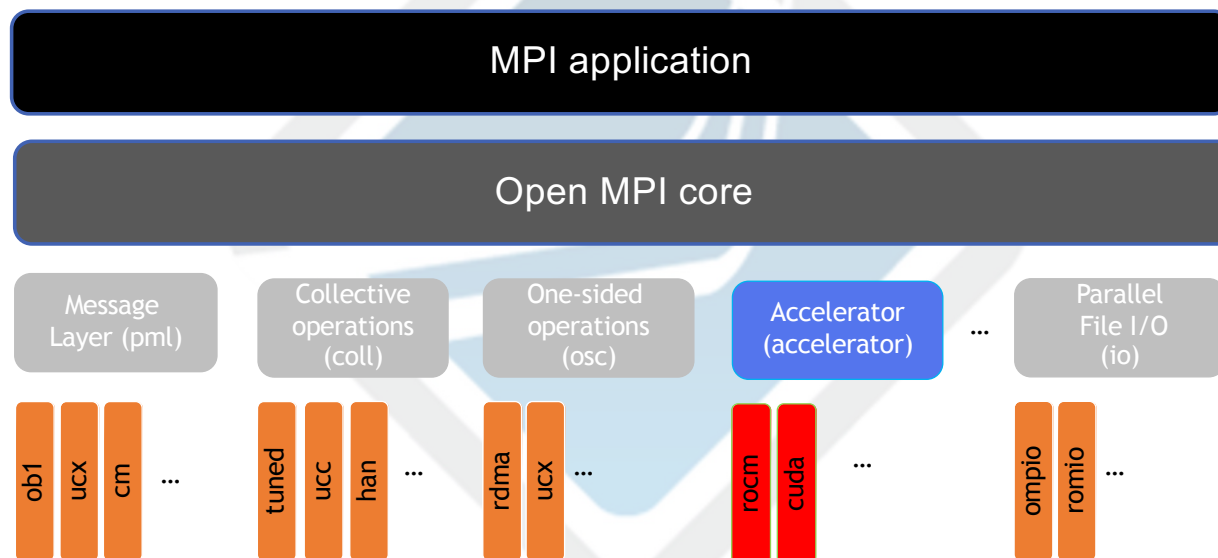 MPI application
Open MPI core
Message
Layer (pml)
Collective
operations
(coll)
One-sided
operations
(osc)
Accelerator
(accelerator)
...
Parallel
File I/O
(io)
ob1
ucx
cm
...
tuned
ucc
han
...
rdma
ucx
...
rocm
cuda
...
ompio
romio
...